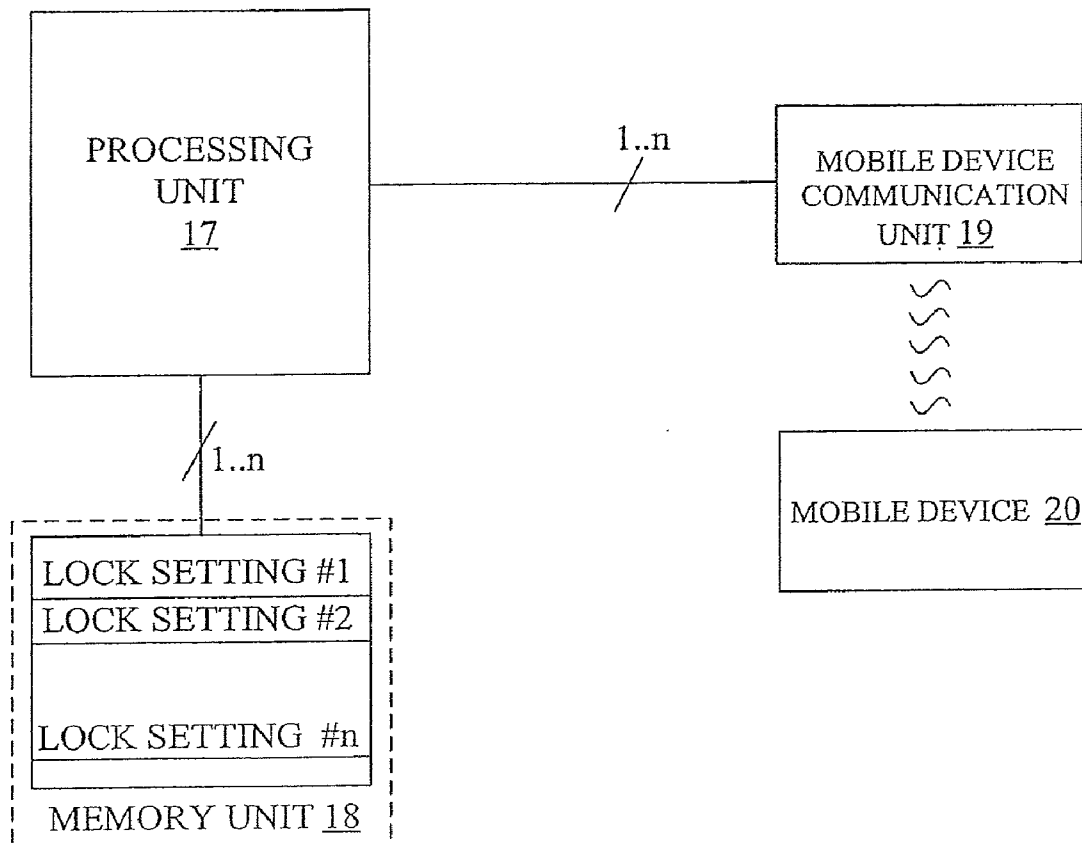 PROCESSING
UNIT
17
1..n
MOBILE DEVICE
COMMUNICATION
UNIT 19
MOBILE DEVICE 20
1..n
LOCK SETTING #1
LOCK SETTING #2
LOCK SETTING #n
MEMORY UNIT 18